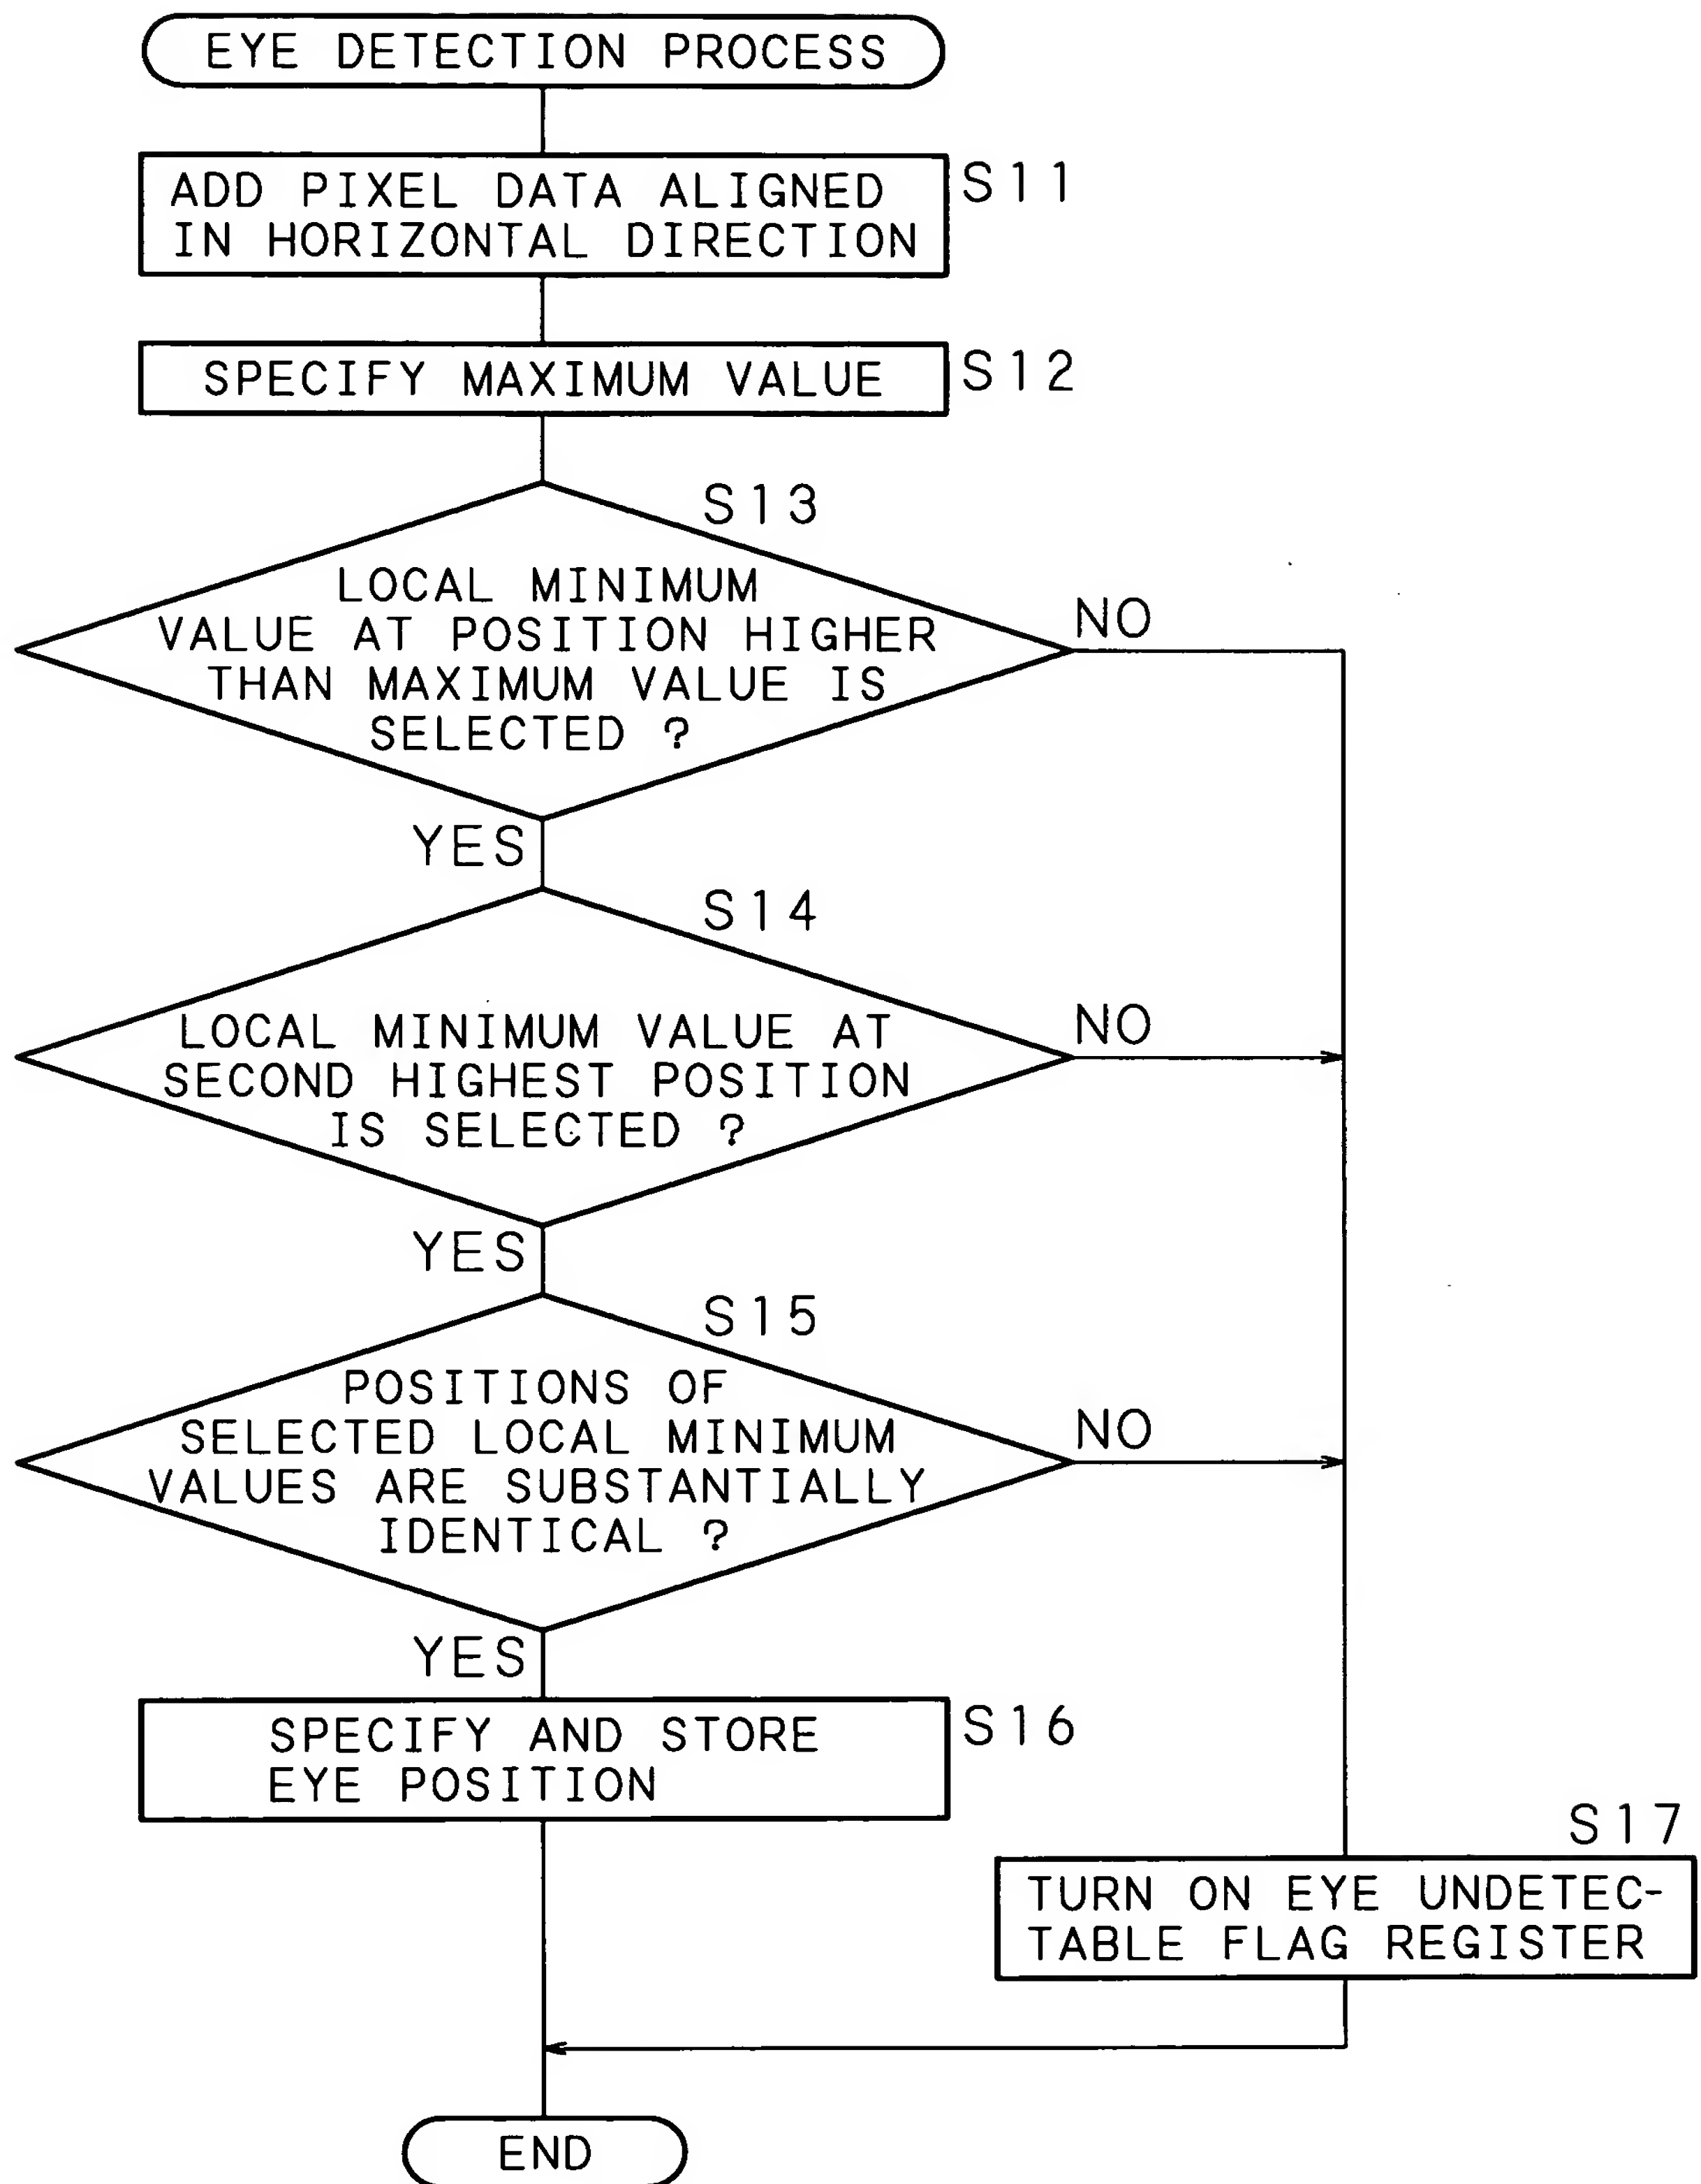 EYE DETECTION PROCESS
ADD PIXEL DATA ALIGNED
IN HORIZONTAL DIRECTION
S11
SPECIFY MAXIMUM VALUE
S12
S13
LOCAL MINIMUM
VALUE AT POSITION HIGHER
THAN MAXIMUM VALUE IS
SELECTED ?
NO
YES
S14
LOCAL MINIMUM VALUE AT
SECOND HIGHEST POSITION
IS SELECTED ?
NO
YES
S15
POSITIONS OF
SELECTED LOCAL MINIMUM
VALUES ARE SUBSTANTIALLY
IDENTICAL ?
NO
YES
SPECIFY AND STORE
EYE POSITION
S16
S17
TURN ON EYE UNDETEC-
TABLE FLAG REGISTER
END